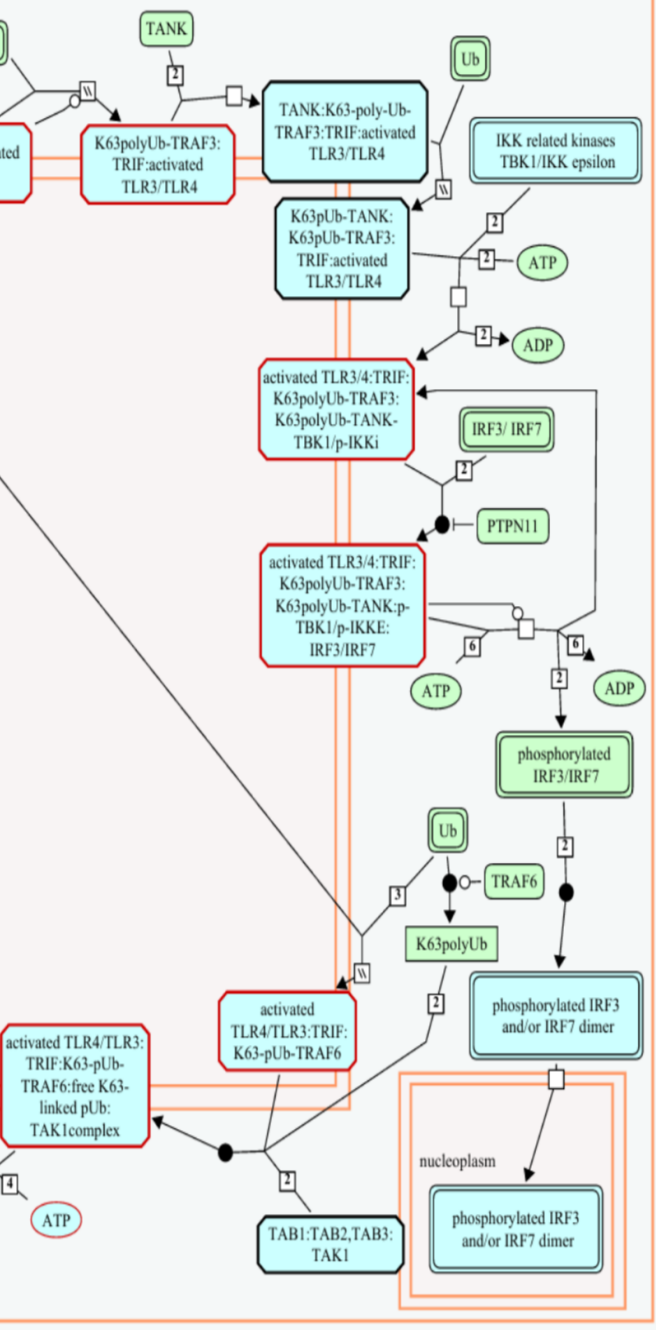 TANK
2
\\
Ub
TANK:K63-poly-Ub-
TRAF3:TRIF:activated
TLR3/TLR4
K63polyUb-TRAF3:
TRIF:activated
TLR3/TLR4
IKK related kinases
TBK1/IKK epsilon
\\
K63pUb-TANK:
K63pUb-TRAF3:
TRIF:activated
TLR3/TLR4
2
2
ATP
2
ADP
activated TLR3/4:TRIF:
K63polyUb-TRAF3:
K63polyUb-TANK-
TBK1/p-IKKi
IRF3/ IRF7
2
PTPN11
activated TLR3/4:TRIF:
K63polyUb-TRAF3:
K63polyUb-TANK:p-
TBK1/p-IKKE:
IRF3/IRF7
6
6
ATP
2
ADP
phosphorylated
IRF3/IRF7
Ub
2
TRAF6
3
K63polyUb
\\
2
phosphorylated IRF3
and/or IRF7 dimer
activated
TLR4/TLR3:TRIF:
K63-pUb-TRAF6
activated TLR4/TLR3:
TRIF:K63-pUb-
TRAF6:free K63-
linked pUb:
TAK1complex
nucleoplasm
2
4
ATP
TAB1:TAB2,TAB3:
TAK1
phosphorylated IRF3
and/or IRF7 dimer